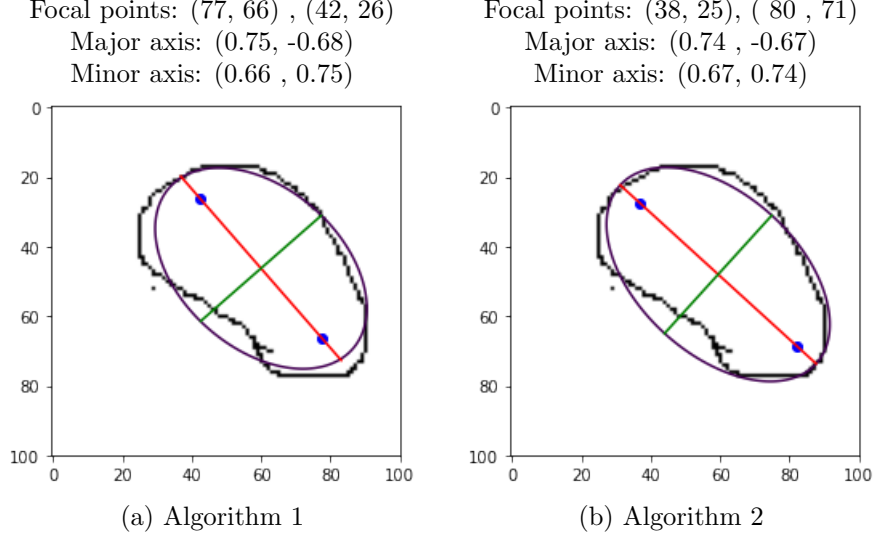 Focal points: (77, 66) , (42, 26)
Major axis: (0.75, -0.68)
Minor axis: (0.66 , 0.75)
0
20
40
60
80
100
0 20 40 60 80 100
(a) Algorithm 1
Focal points: (38, 25), ( 80 , 71)
Major axis: (0.74 , -0.67)
Minor axis: (0.67, 0.74)
0
20
40
60
80
100
0 20 40 60 80 100
(b) Algorithm 2